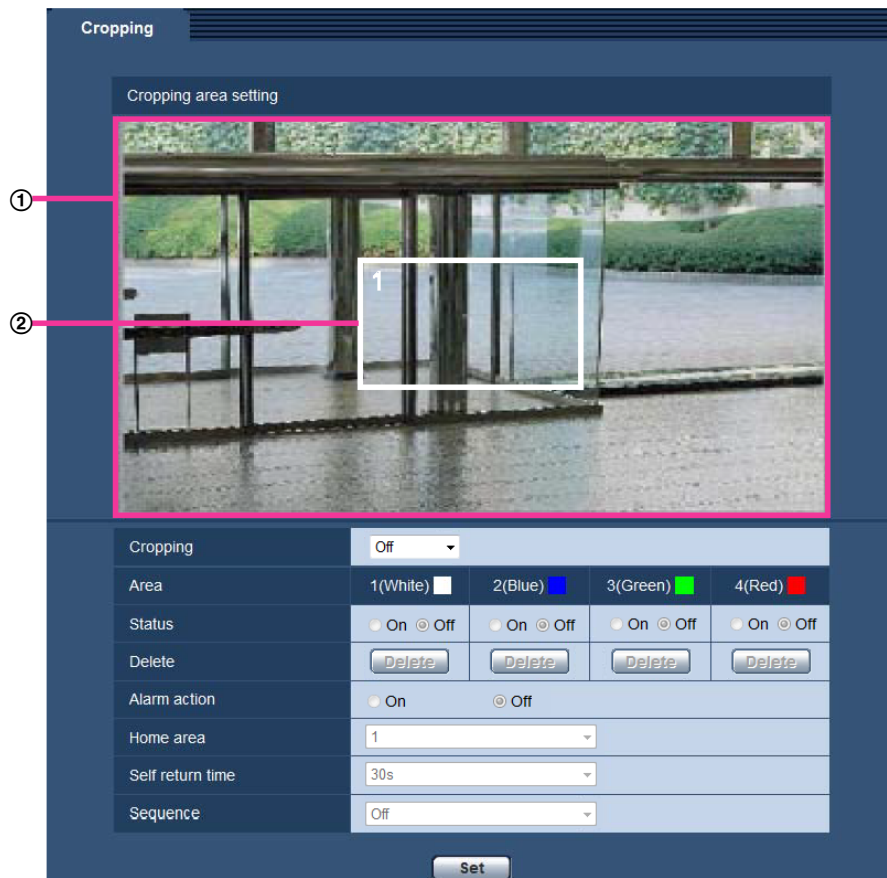 Cropping
Cropping area setting
①
1
②
Cropping Off
Area 1(White) 2(Blue) 3(Green) 4(Red)
Status On Off On Off On Off On Off
Delete Delete Delete Delete Delete
Alarm action On Off
Home area 1
Self return time 30s
Sequence Off
Set